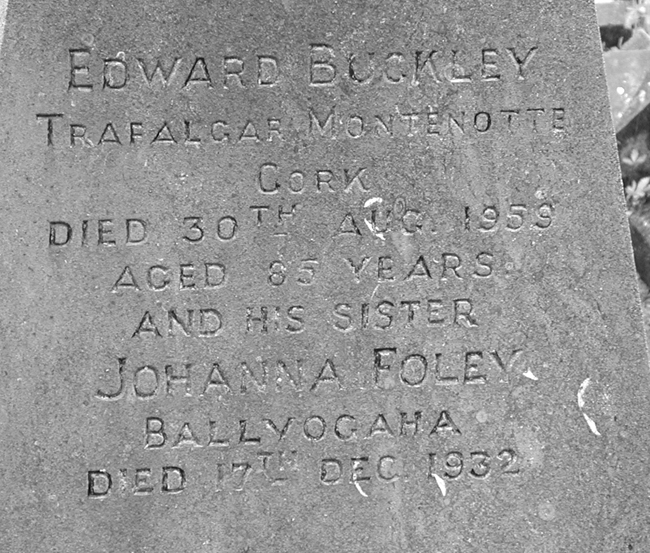 EDWARD BUCKLEY
TRAFALGAR MONTENOTTE
CORK
DIED 30TH AUG. 1959
AGED 85 YEARS
AND HIS SISTER
JOHANNA FOLEY
BALLYOGAHA
DIED 17TH DEC 1932